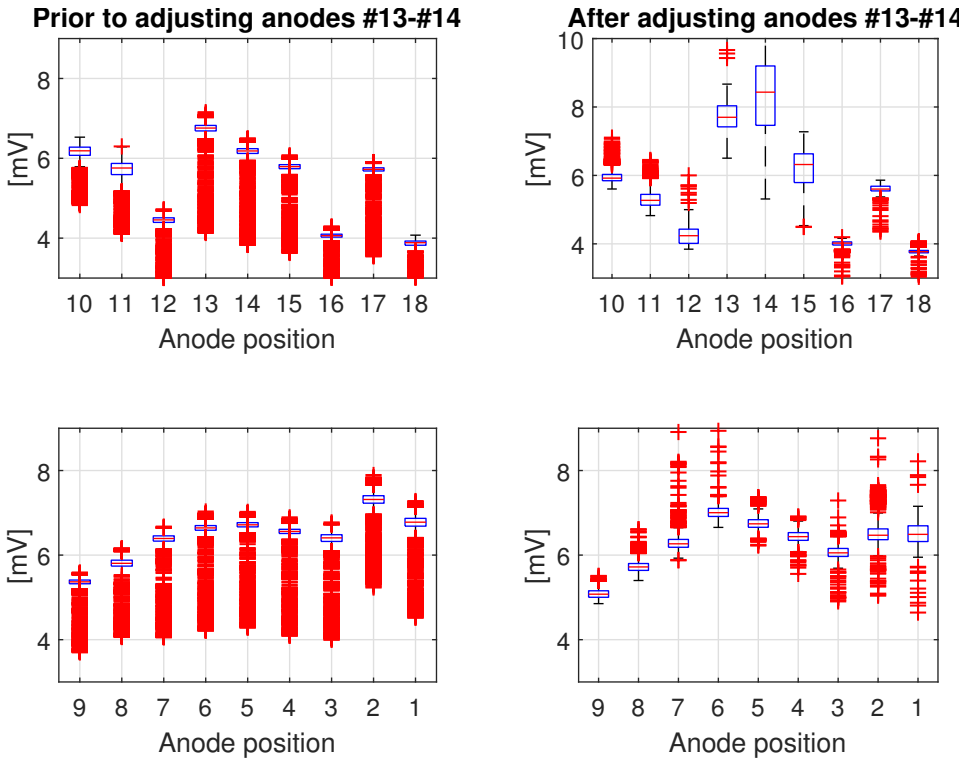 Prior to adjusting anodes #13-#14
After adjusting anodes #13-#14
[mV]
8
6
4
10 11 12 13 14 15 16 17 18
Anode position
[mV]
10
8
6
4
10 11 12 13 14 15 16 17 18
Anode position
[mV]
8
6
4
9 8 7 6 5 4 3 2 1
Anode position
[mV]
8
6
4
9 8 7 6 5 4 3 2 1
Anode position